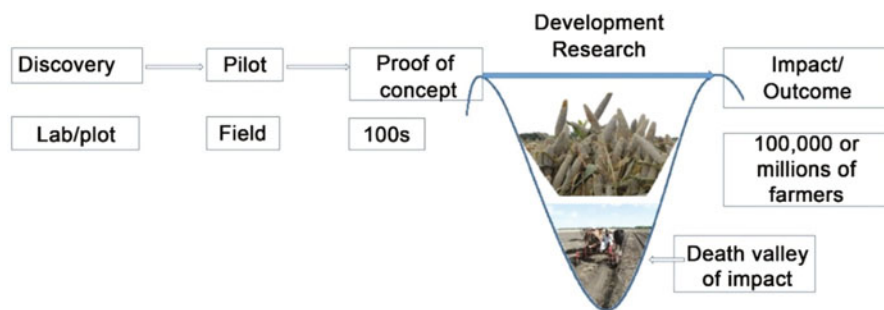 Discovery
Pilot
Proof of
concept
Development
Research
Impact/
Outcome
Lab/plot
Field
100s
100,000 or
millions of
farmers
Death valley
of impact